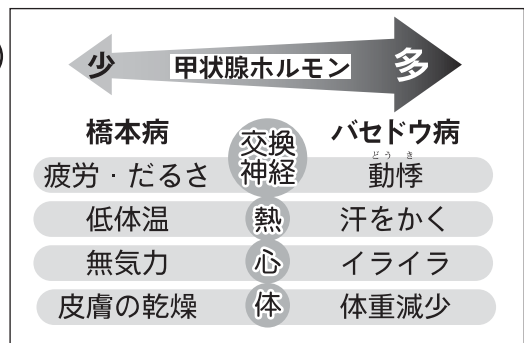 少 甲状腺ホルモン 多
橋本病 交換神経 バセドウ病
どうき
疲労・だるさ 動悸
低体温 熱 汗をかく
無気力 心 イライラ
皮膚の乾燥 体 体重減少